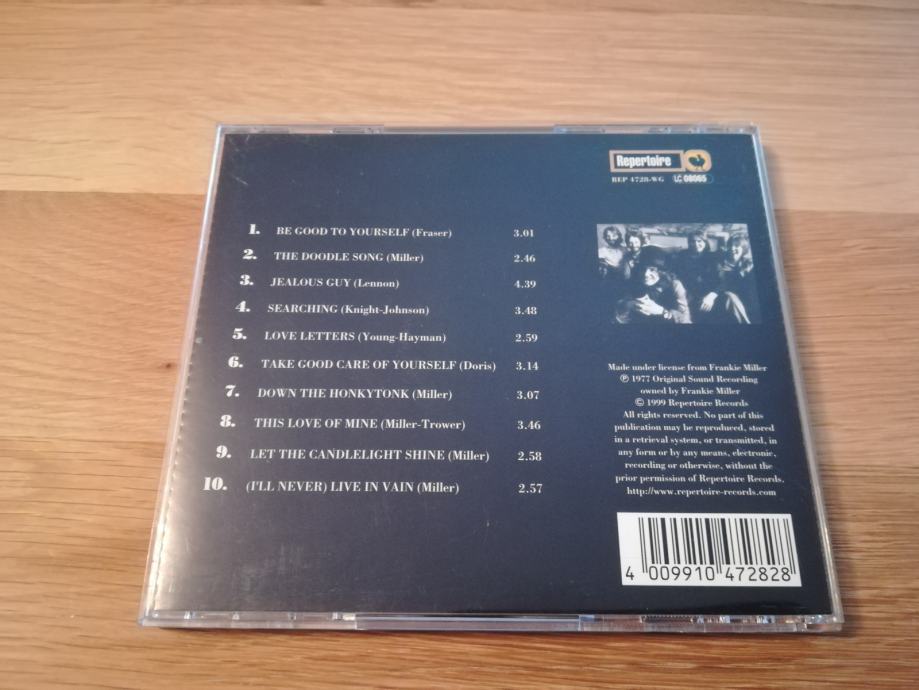 Repertoire
REP 4728-WG LC 08065
1. BE GOOD TO YOURSELF (Fraser) 3.01
2. THE DOODLE SONG (Miller) 2.46
3. JEALOUS GUY (Lennon) 4.39
4. SEARCHING (Knight-Johnson) 3.48
5. LOVE LETTERS (Young-Hayman) 2.59
6. TAKE GOOD CARE OF YOURSELF (Doris) 3.14
7. DOWN THE HONKYTONK (Miller) 3.07
8. THIS LOVE OF MINE (Miller-Trower) 3.46
9. LET THE CANDLELIGHT SHINE (Miller) 2.58
10. (I'LL NEVER) LIVE IN VAIN (Miller) 2.57
Made under license from Frankie Miller
℗ 1977 Original Sound Recording
owned by Frankie Miller
© 1999 Repertoire Records
All rights reserved. No part of this
publication may be reproduced, stored
in a retrieval system, or transmitted, in
any form or by any means, electronic,
recording or otherwise, without the
prior permission of Repertoire Records.
http://www.repertoire-records.com
4 009910 472828